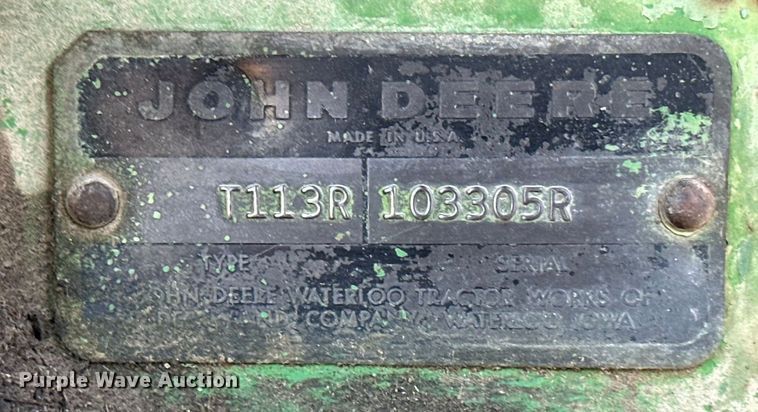 JOHN DEERE
MADE IN U.S.A.
T113R 103305R
TYPE SERIAL
JOHN DEERE WATERLOO TRACTOR WORKS OF
COMPANY, WATERLOO, IOWA
Purple Wave Auction